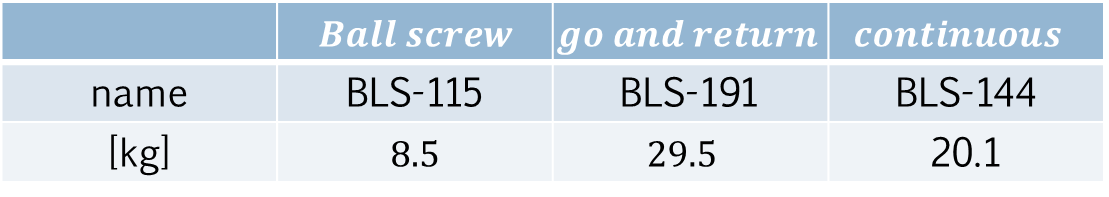 Ball screw go and return continuous
name BLS-115 BLS-191 BLS-144
[kg] 8.5 29.5 20.1